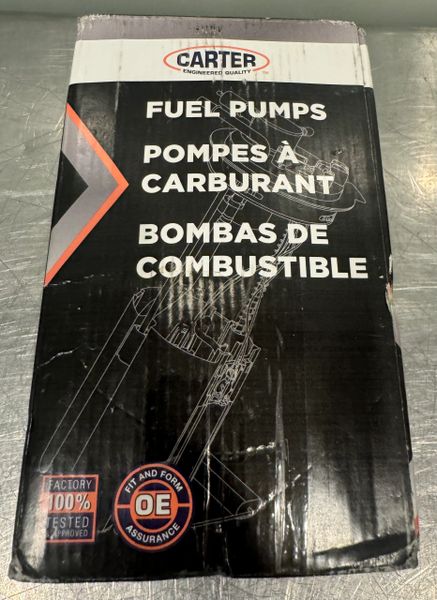 CARTER
ENGINEERED QUALITY
FUEL PUMPS
POMPES À
CARBURANT
BOMBAS DE
COMBUSTIBLE
FACTORY
100%
TESTED
& APPROVED
FIT AND FORM
OE
ASSURANCE